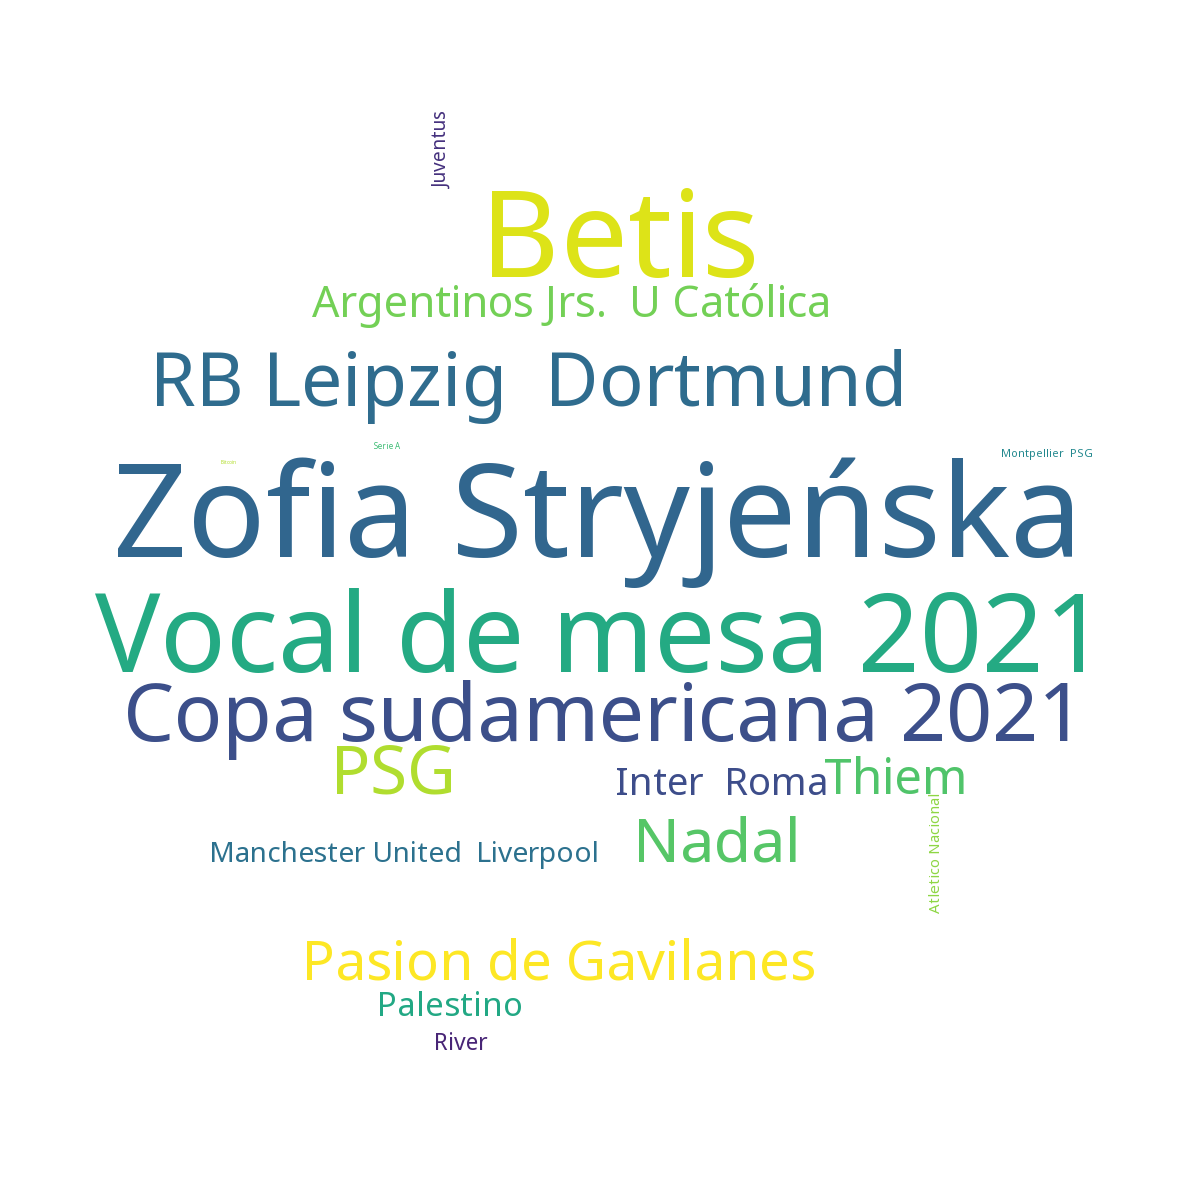 Juventus
Betis
Argentinos Jrs.  U Católica
RB Leipzig  Dortmund
Serie A
Montpellier  PSG
Bitcoin
Zofia Stryjeńska
Vocal de mesa 2021
Copa sudamericana 2021
PSG
Inter  Roma
Thiem
Nadal
Manchester United  Liverpool
Atletico Nacional
Pasion de Gavilanes
Palestino
River